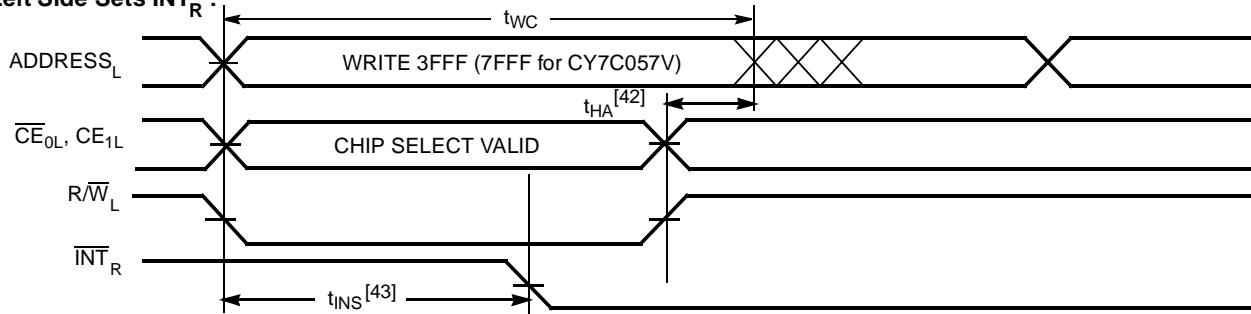 Left Side Sets INT_R :
t_WC
ADDRESS_L
WRITE 3FFF (7FFF for CY7C057V)
t_HA[42]
CE_0L, CE_1L
CHIP SELECT VALID
R/W_L
INT_R
t_INS[43]